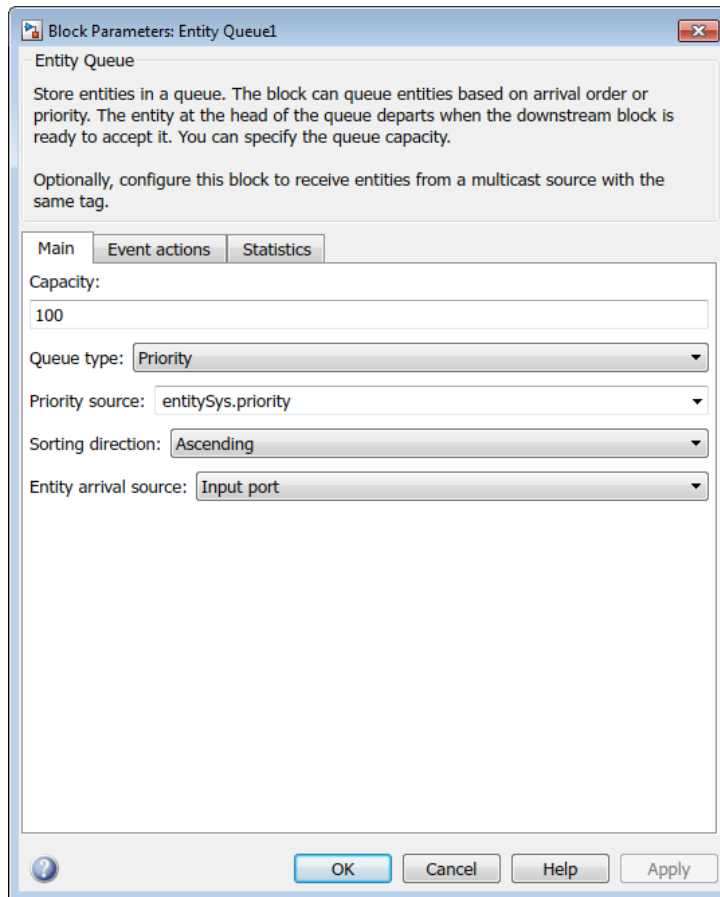 Block Parameters: Entity Queue1
Entity Queue
Store entities in a queue. The block can queue entities based on arrival order or
priority. The entity at the head of the queue departs when the downstream block is
ready to accept it. You can specify the queue capacity.
Optionally, configure this block to receive entities from a multicast source with the
same tag.
Main Event actions Statistics
Capacity:
100
Queue type: Priority
Priority source: entitySys.priority
Sorting direction: Ascending
Entity arrival source: Input port
? OK Cancel Help Apply